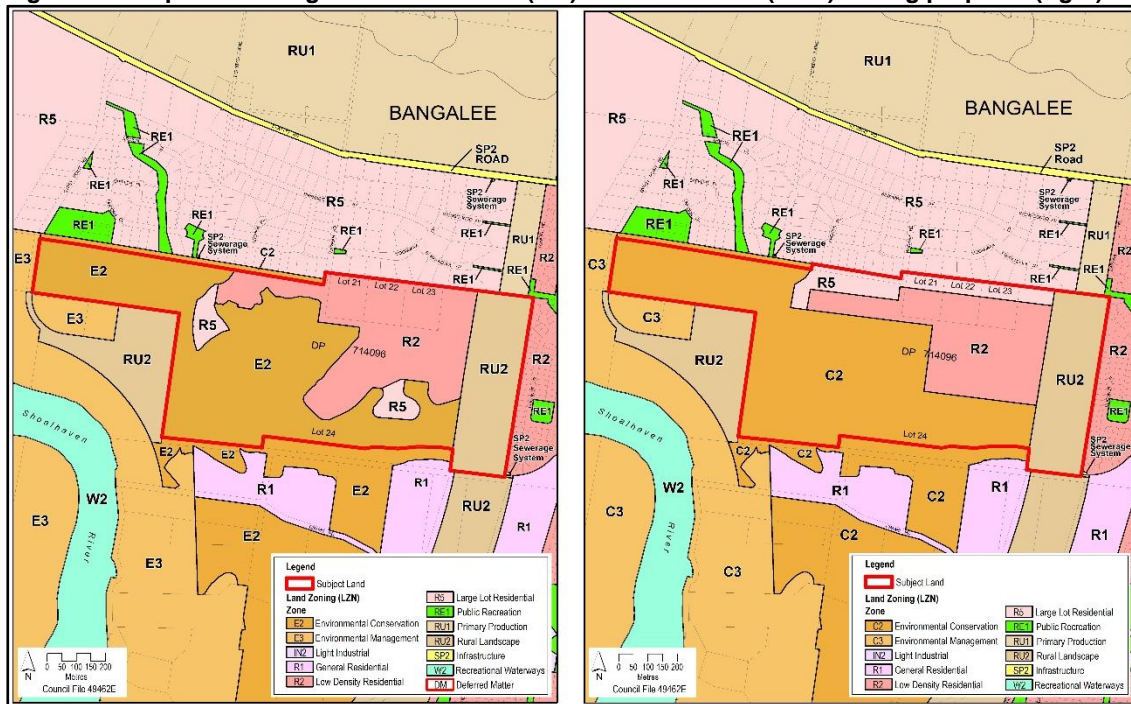 RU1
BANGALEE
R5
RE1
SP2
ROAD
RE1
SP2
Sewerage
System
R5
RE1
RE1
RE1
RE1
SP2
Sewerage
System
RU1
R2
C2
RE1
E3
E2
Lot 21 Lot 22 Lot 23
R5
E3
RU2
R2
DP 714096
E2
RU2
R2
R5
RE1
Lot 24
SP2
Sewerage
System
Shoalhaven
E2
E2
R1
E2
R1
W2
RU2
R1
River
E3
E3
E2
Legend
Subject Land
Land Zoning (LZN)
Zone
E2 Environmental Conservation
E3 Environmental Management
IN2 Light Industrial
R1 General Residential
R2 Low Density Residential
R5 Large Lot Residential
RE1 Public Recreation
RU1 Primary Production
RU2 Rural Landscape
SP2 Infrastructure
W2 Recreational Waterways
DM Deferred Matter
N
0 50 100 150 200
Metres
Council File 49462E
RU1
BANGALEE
R5
RE1
SP2
Road
RE1
SP2
Sewerage
System
R5
RE1
RE1
RE1
RE1
SP2
Sewerage
System
RU1
R2
RE1
C3
C2
R5
Lot 21 Lot 22 Lot 23
C3
RU2
R2
DP 714096
C2
RU2
R2
RE1
Lot 24
SP2
Sewerage
System
Shoalhaven
C2
C2
R1
C2
R1
W2
RU2
R1
River
C3
C3
C2
Legend
Subject Land
Land Zoning (LZN)
Zone
C2 Environmental Conservation
C3 Environmental Management
IN2 Light Industrial
R1 General Residential
R2 Low Density Residential
R5 Large Lot Residential
RE1 Public Recreation
RU1 Primary Production
RU2 Rural Landscape
SP2 Infrastructure
W2 Recreational Waterways
N
0 50 100 150 200
Metres
Council File 49462E